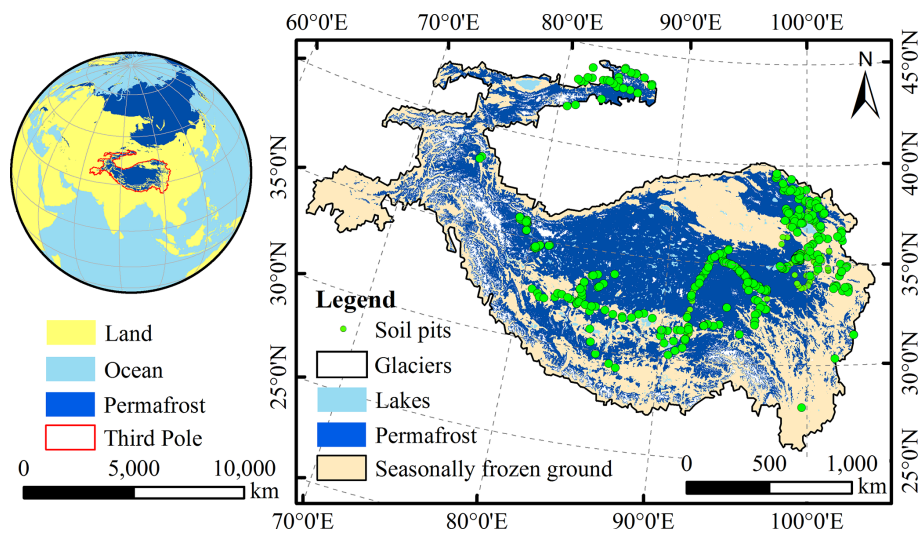 60°0'E 70°0'E 80°0'E 90°0'E 100°0'E
45°0'N
N
40°0'N
35°0'N
35°0'N
30°0'N
30°0'N
25°0'N
25°0'N
Legend
Soil pits
Glaciers
Lakes
Permafrost
Seasonally frozen ground
0 500 1,000
km
70°0'E 80°0'E 90°0'E 100°0'E
Land
Ocean
Permafrost
Third Pole
0 5,000 10,000
km